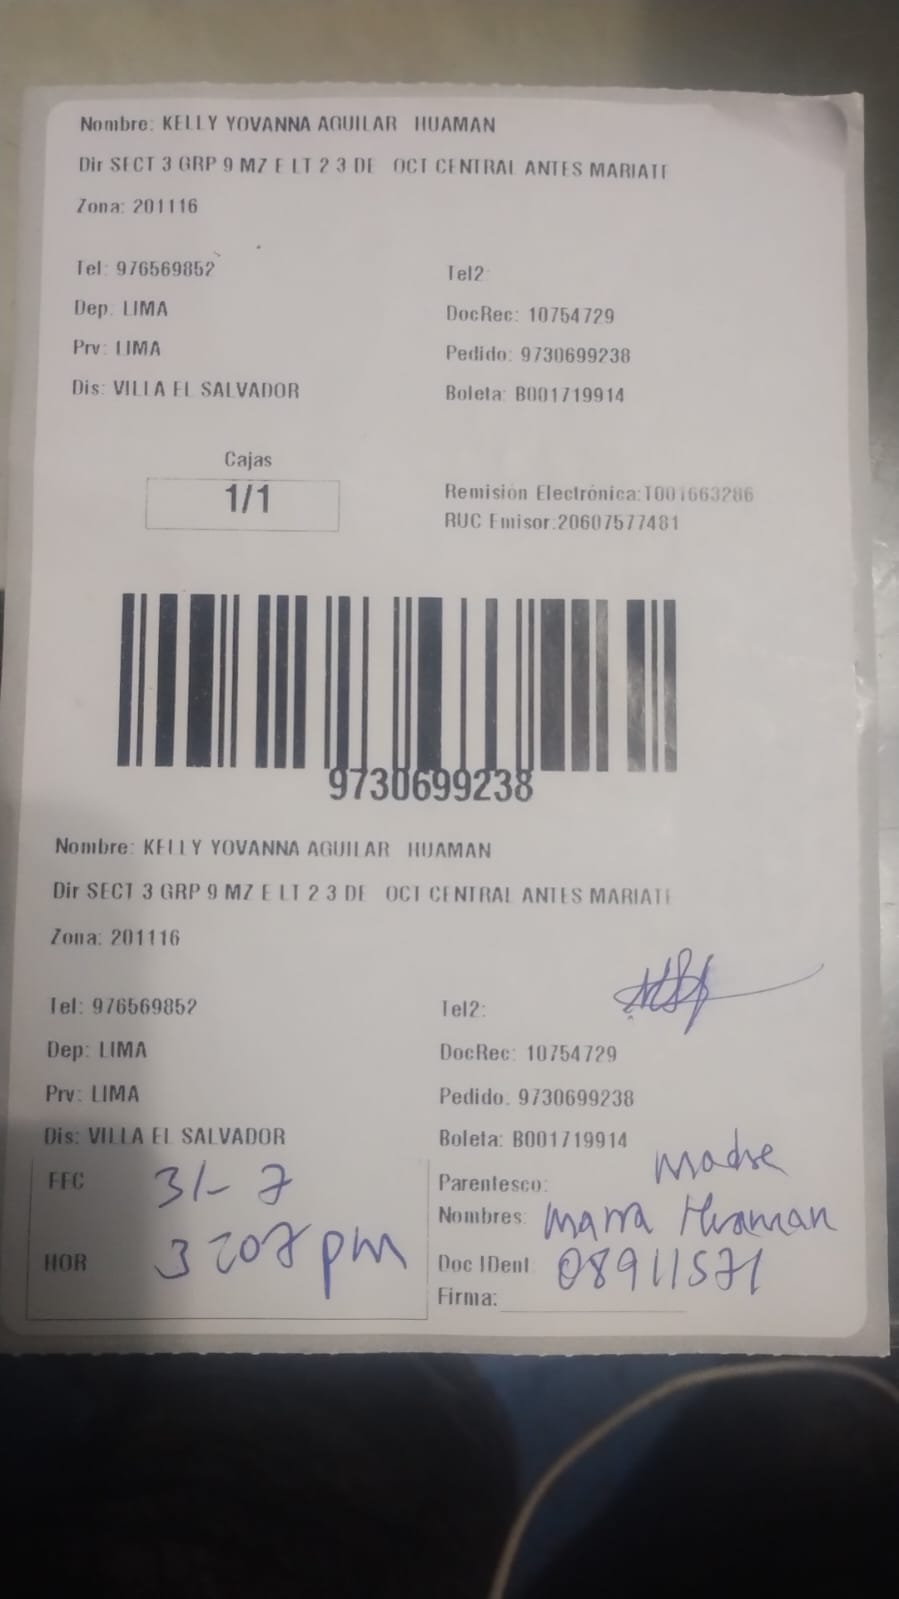 Nombre: KELLY YOVANNA AGUILAR HUAMAN
Dir SECT 3 GRP 9 MZ E LT 2 3 DE OCT CENTRAL ANTES MARIATE
Zona: 201116
Tel: 976569852 Tel2:
Dep: LIMA DocRec: 10754729
Prv: LIMA Pedido: 9730699238
Dis: VILLA EL SALVADOR Boleta: B001719914
Cajas
1/1
Remisión Electrónica:T001663286
RUC Emisor:20607577481
9730699238
Nombre: KELLY YOVANNA AGUILAR HUAMAN
Dir SECT 3 GRP 9 MZ E LT 2 3 DE OCT CENTRAL ANTES MARIATE
Zona: 201116
Tel: 976569852 Tel2:
Dep: LIMA DocRec: 10754729
Prv: LIMA Pedido: 9730699238
Dis: VILLA EL SALVADOR Boleta: B001719914
FEC 31-7 Parentesco: Madre
Nombres: Huaman
HOR 3:07 pm Doc IDent: 08911571
Firma: